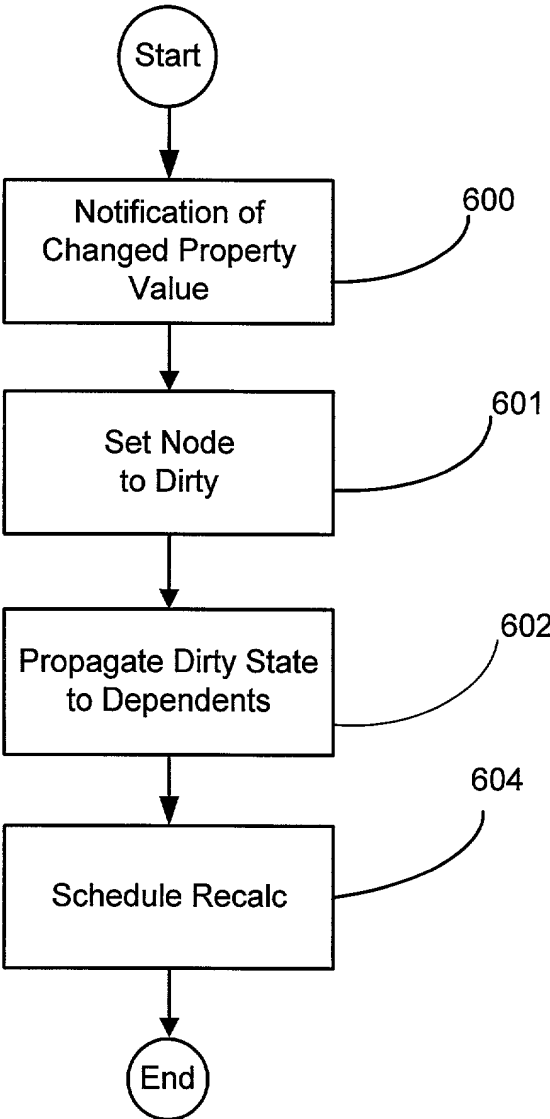 Start
Notification of
Changed Property
Value
600
Set Node
to Dirty
601
Propagate Dirty State
to Dependents
602
Schedule Recalc
604
End